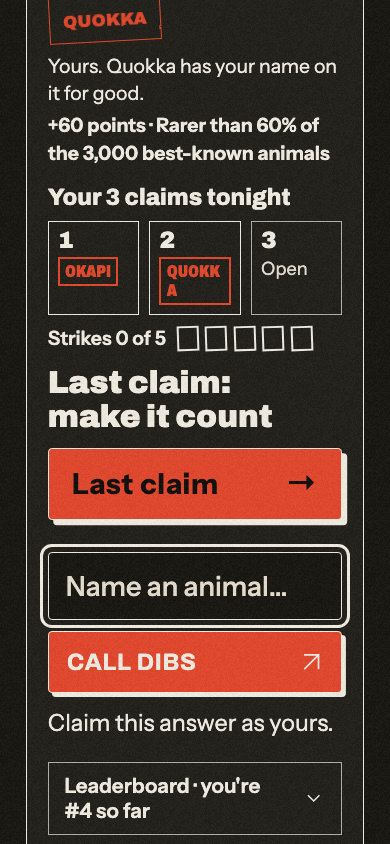 QUOKKA
Yours. Quokka has your name on
it for good.
+60 points · Rarer than 60% of
the 3,000 best-known animals
Your 3 claims tonight
1
OKAPI
2
QUOKK
A
3
Open
Strikes 0 of 5
Last claim:
make it count
Last claim →
Name an animal...
CALL DIBS
Claim this answer as yours.
Leaderboard · you're
#4 so far